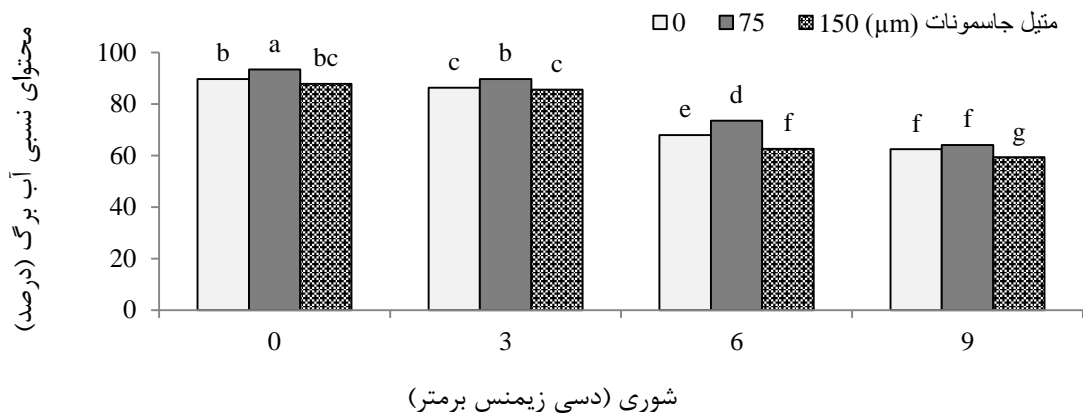 متیل جاسمونات (µm) 150 75 0
محتوای نسبی آب برگ (درصد)
100
80
60
40
20
0
b a bc c b c e d f f f g
0 3 6 9
شوری (دسی زیمنس برمتر)